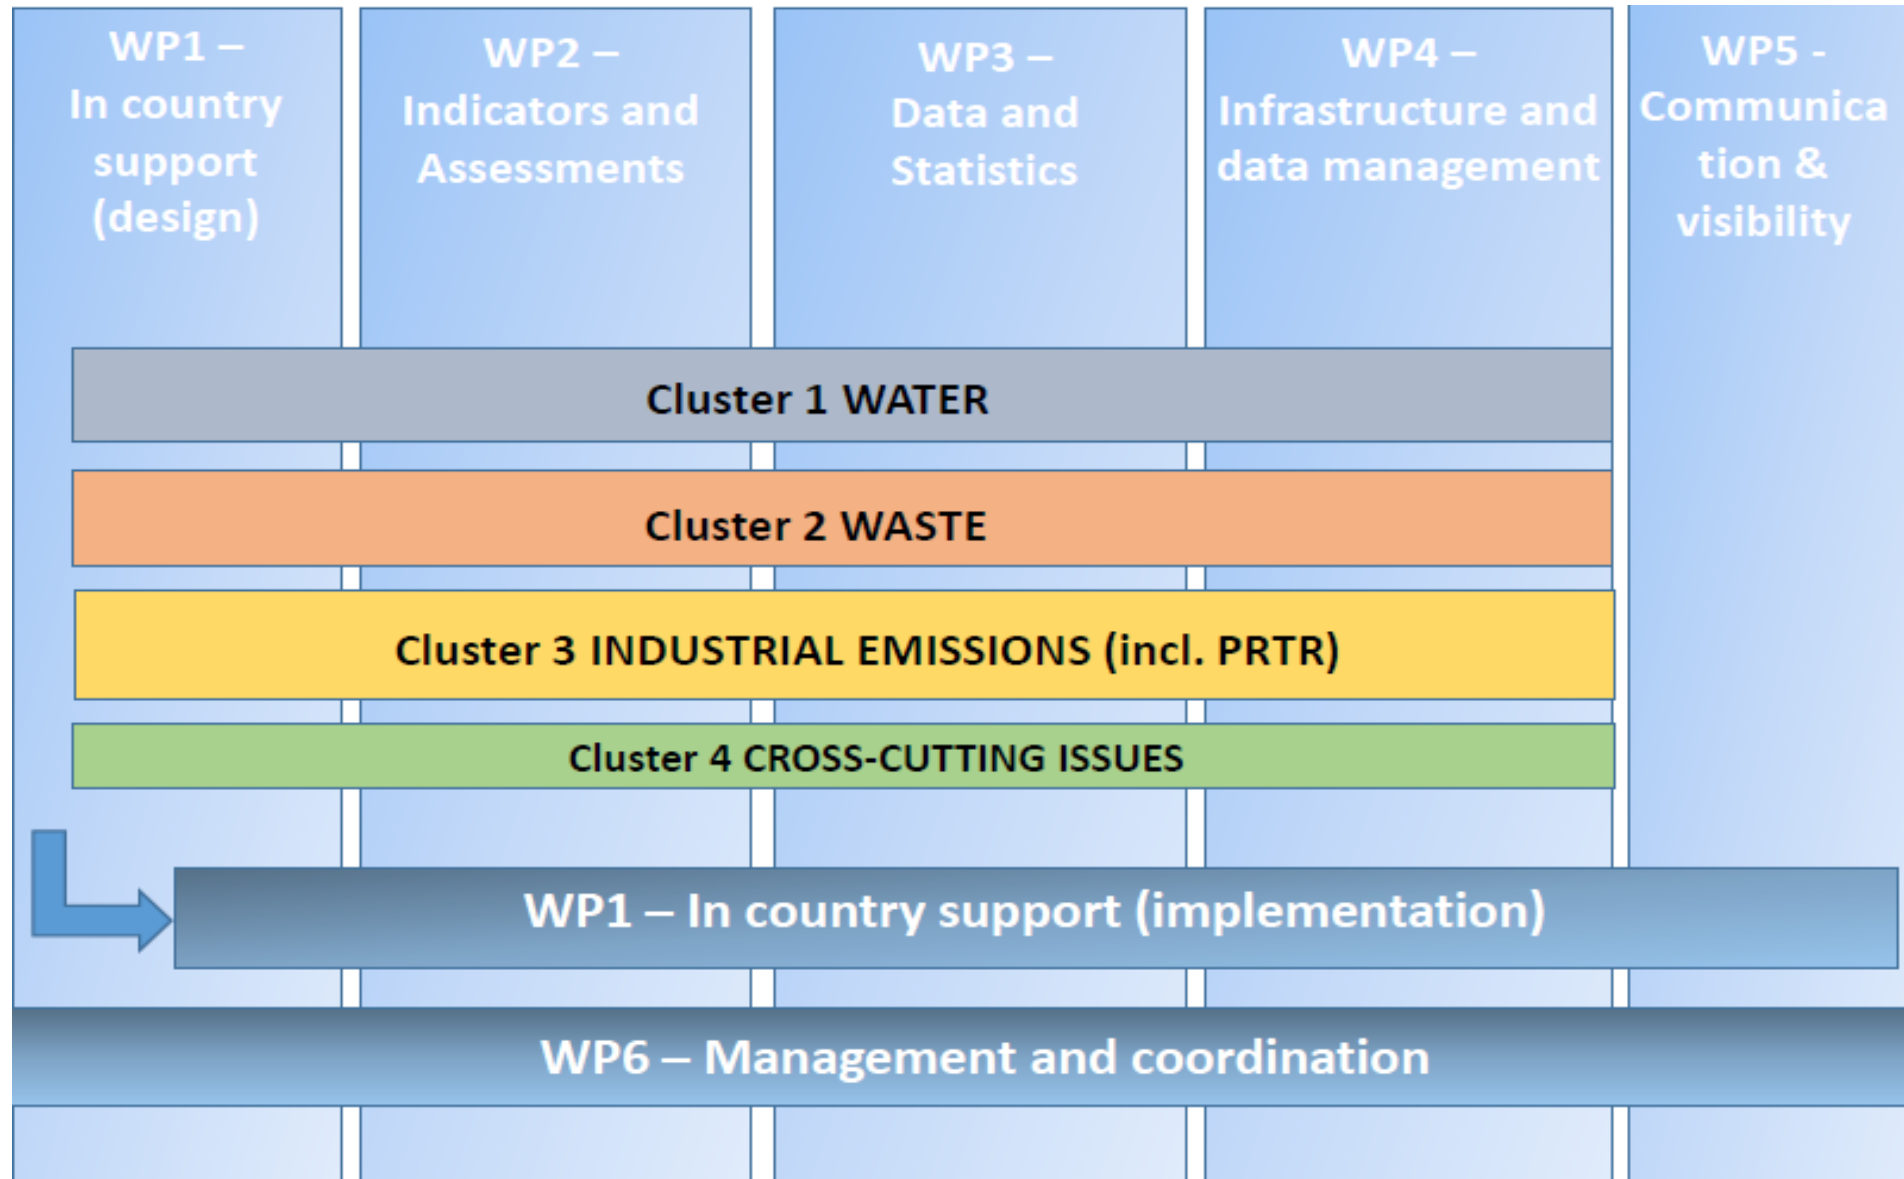 WP1 –
In country
support
(design)
WP2 –
Indicators and
Assessments
WP3 –
Data and
Statistics
WP4 –
Infrastructure and
data management
WP5 -
Communica
tion &
visibility
Cluster 1 WATER
Cluster 2 WASTE
Cluster 3 INDUSTRIAL EMISSIONS (incl. PRTR)
Cluster 4 CROSS-CUTTING ISSUES
WP1 – In country support (implementation)
WP6 – Management and coordination